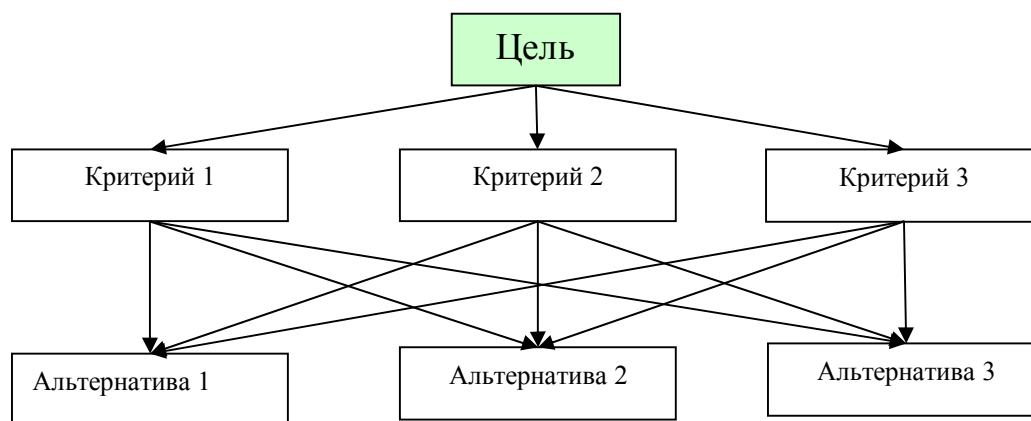 Цель
Критерий 1
Критерий 2
Критерий 3
Альтернатива 1
Альтернатива 2
Альтернатива 3